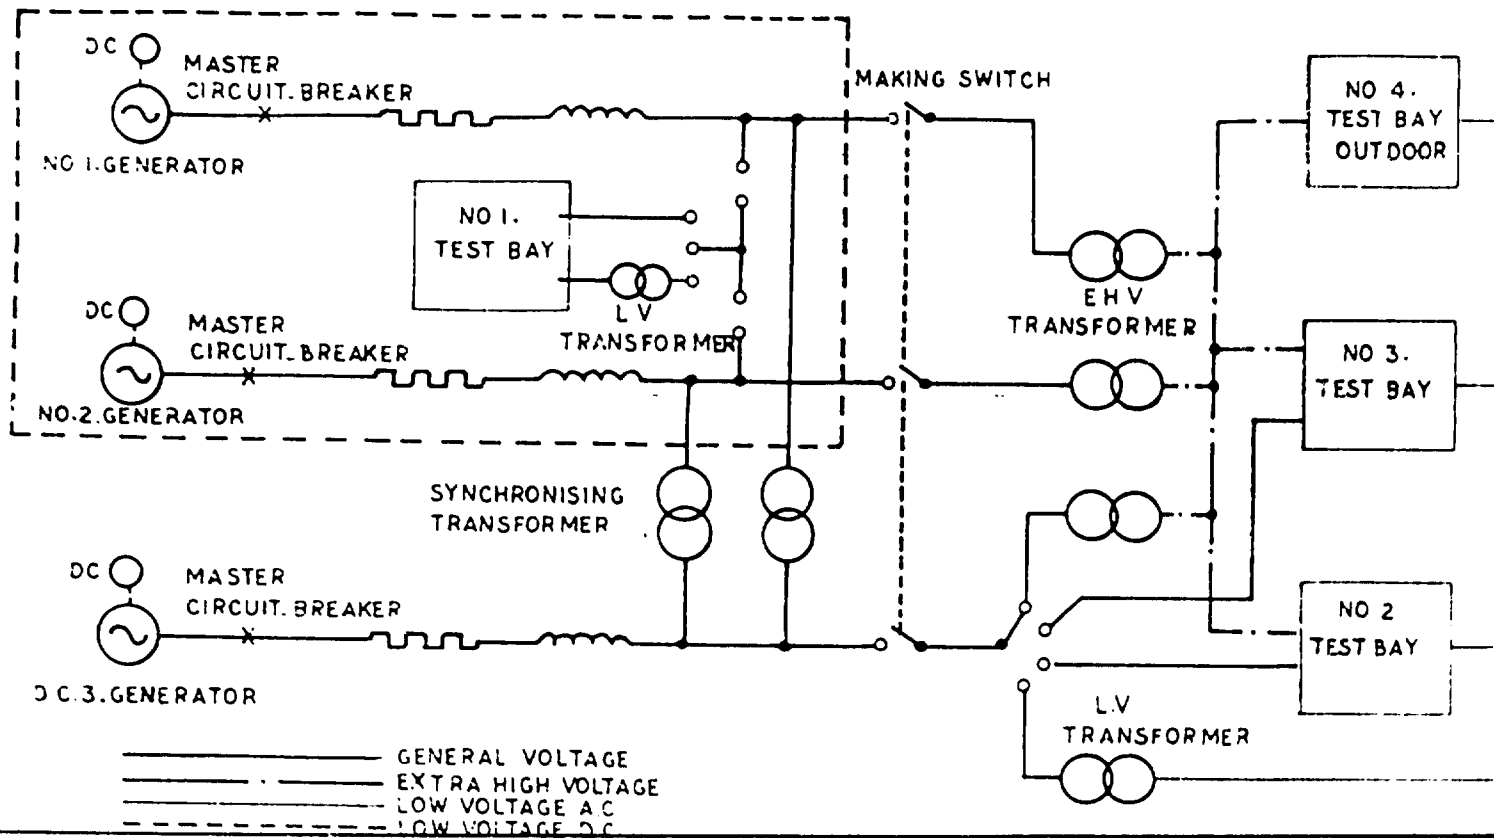 DC
MASTER
CIRCUIT-BREAKER
NO 1.GENERATOR
MAKING SWITCH
NO 4.
TEST BAY
OUTDOOR
NO 1.
TEST BAY
LV
TRANSFORMER
EHV
TRANSFORMER
DC
MASTER
CIRCUIT-BREAKER
NO.2.GENERATOR
NO 3.
TEST BAY
SYNCHRONISING
TRANSFORMER
DC
MASTER
CIRCUIT-BREAKER
3.GENERATOR
NO 2
TEST BAY
L.V
TRANSFORMER
GENERAL VOLTAGE
EXTRA HIGH VOLTAGE
LOW VOLTAGE A.C
LOW VOLTAGE D.C